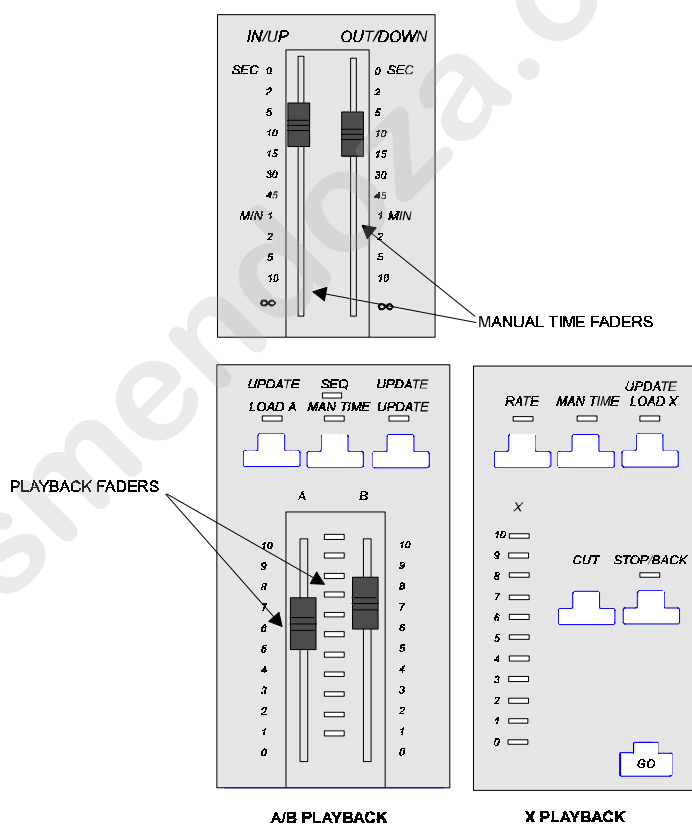 IN/UP OUT/DOWN
SEC 0 0 SEC
2 2
5 5
10 10
15 15
30 30
45 45
MIN 1 1 MIN
2 2
5 5
10 10
∞ ∞
MANUAL TIME FADERS
UPDATE SEQ UPDATE
LOAD A MAN TIME UPDATE
PLAYBACK FADERS
A B
10 10
9 9
8 8
7 7
6 6
5 5
4 4
3 3
2 2
1 1
0 0
A/B PLAYBACK
UPDATE
RATE MAN TIME LOAD X
X
10
9
8
7
6
5
4
3
2
1
0
CUT STOP/BACK
GO
X PLAYBACK
smendoza.c